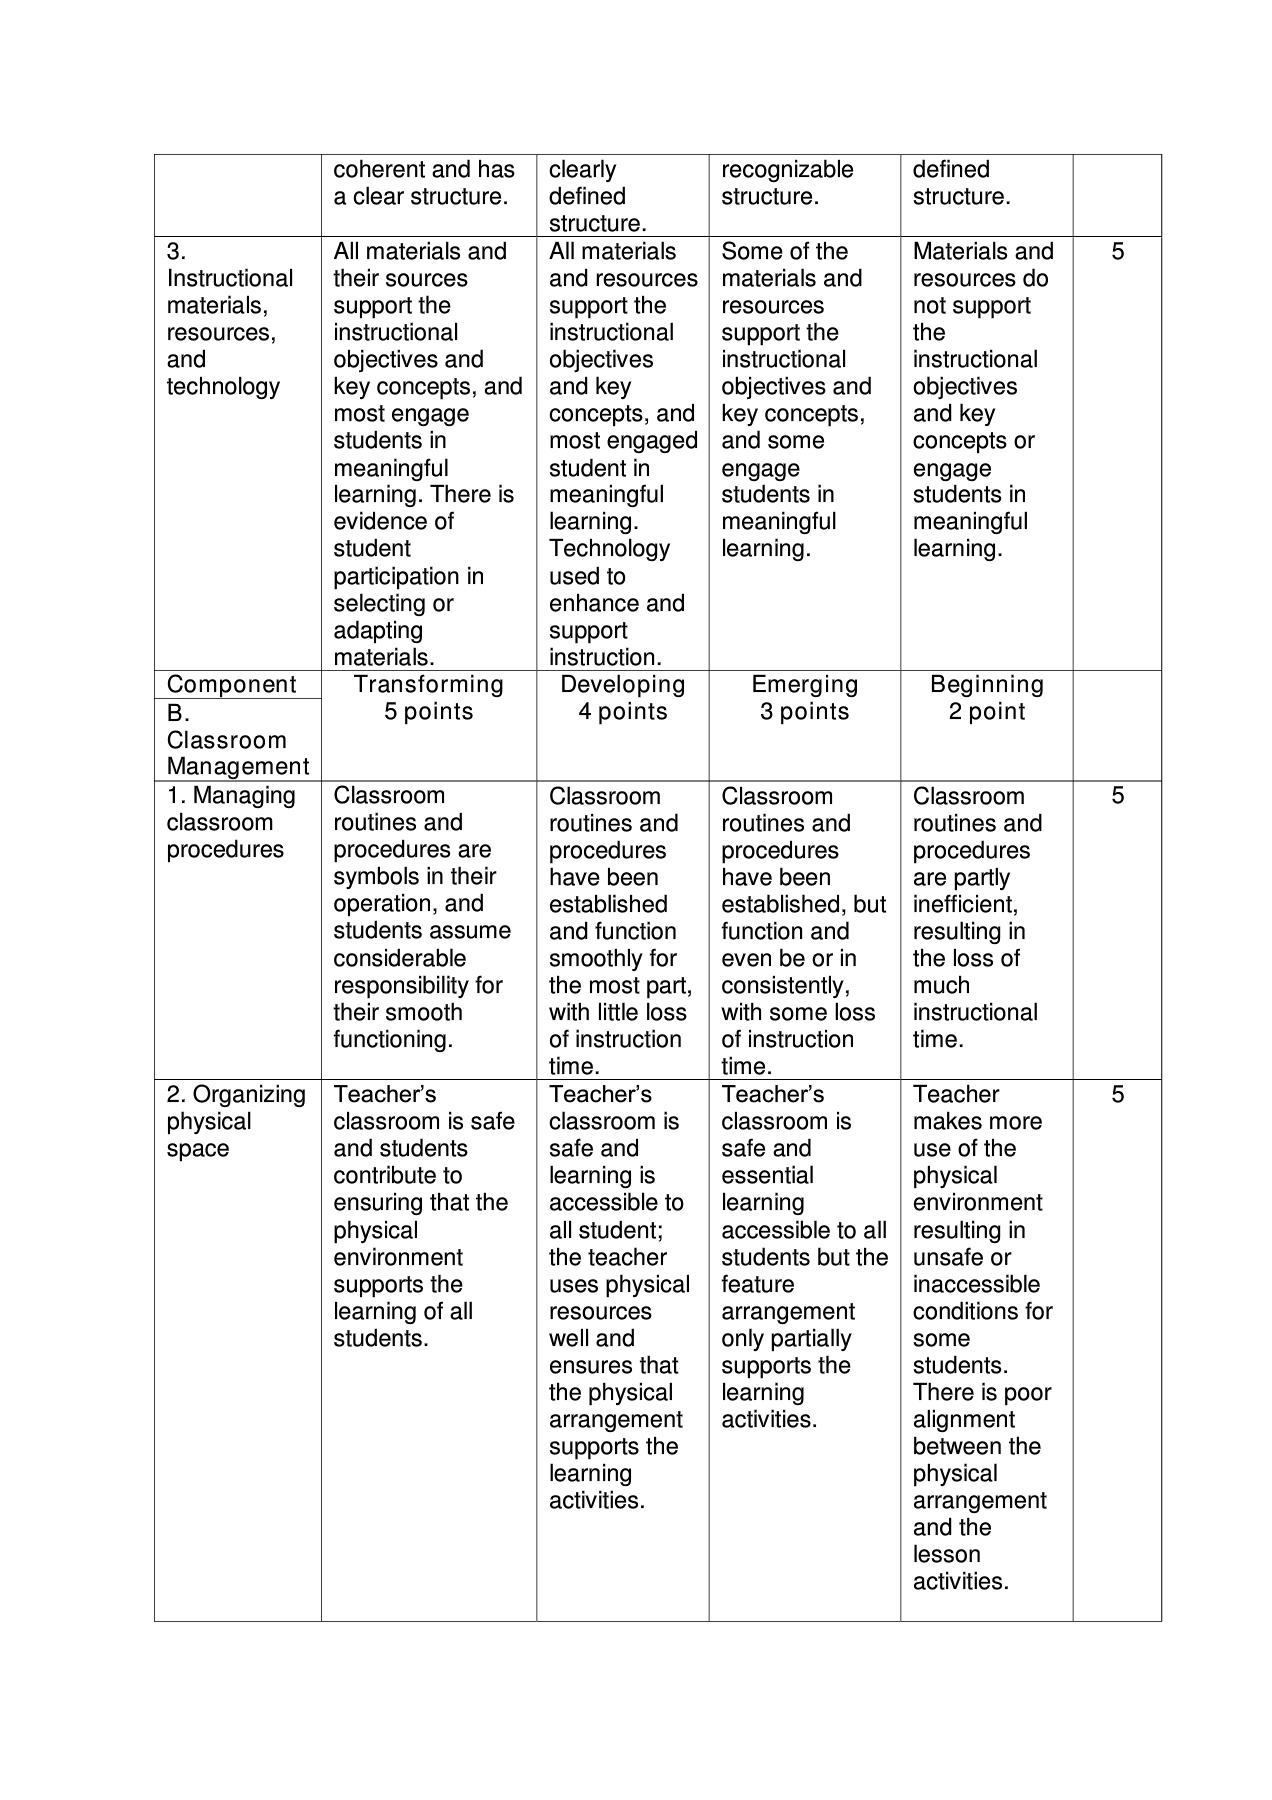 coherent and has
a clear structure.
clearly
defined
structure.
recognizable
structure.
defined
structure.
3.
Instructional
materials,
resources,
and
technology
All materials and
their sources
support the
instructional
objectives and
key concepts, and
most engage
students in
meaningful
learning. There is
evidence of
student
participation in
selecting or
adapting
materials.
All materials
and resources
support the
instructional
objectives
and key
concepts, and
most engaged
student in
meaningful
learning.
Technology
used to
enhance and
support
instruction.
Some of the
materials and
resources
support the
instructional
objectives and
key concepts,
and some
engage
students in
meaningful
learning.
Materials and
resources do
not support
the
instructional
objectives
and key
concepts or
engage
students in
meaningful
learning.
5
Component
B.
Classroom
Management
Transforming
5 points
Developing
4 points
Emerging
3 points
Beginning
2 point
1. Managing
classroom
procedures
Classroom
routines and
procedures are
symbols in their
operation, and
students assume
considerable
responsibility for
their smooth
functioning.
Classroom
routines and
procedures
have been
established
and function
smoothly for
the most part,
with little loss
of instruction
time.
Classroom
routines and
procedures
have been
established, but
function and
even be or in
consistently,
with some loss
of instruction
time.
Classroom
routines and
procedures
are partly
inefficient,
resulting in
the loss of
much
instructional
time.
5
2. Organizing
physical
space
Teacher’s
classroom is safe
and students
contribute to
ensuring that the
physical
environment
supports the
learning of all
students.
Teacher’s
classroom is
safe and
learning is
accessible to
all student;
the teacher
uses physical
resources
well and
ensures that
the physical
arrangement
supports the
learning
activities.
Teacher’s
classroom is
safe and
essential
learning
accessible to all
students but the
feature
arrangement
only partially
supports the
learning
activities.
Teacher
makes more
use of the
physical
environment
resulting in
unsafe or
inaccessible
conditions for
some
students.
There is poor
alignment
between the
physical
arrangement
and the
lesson
activities.
5